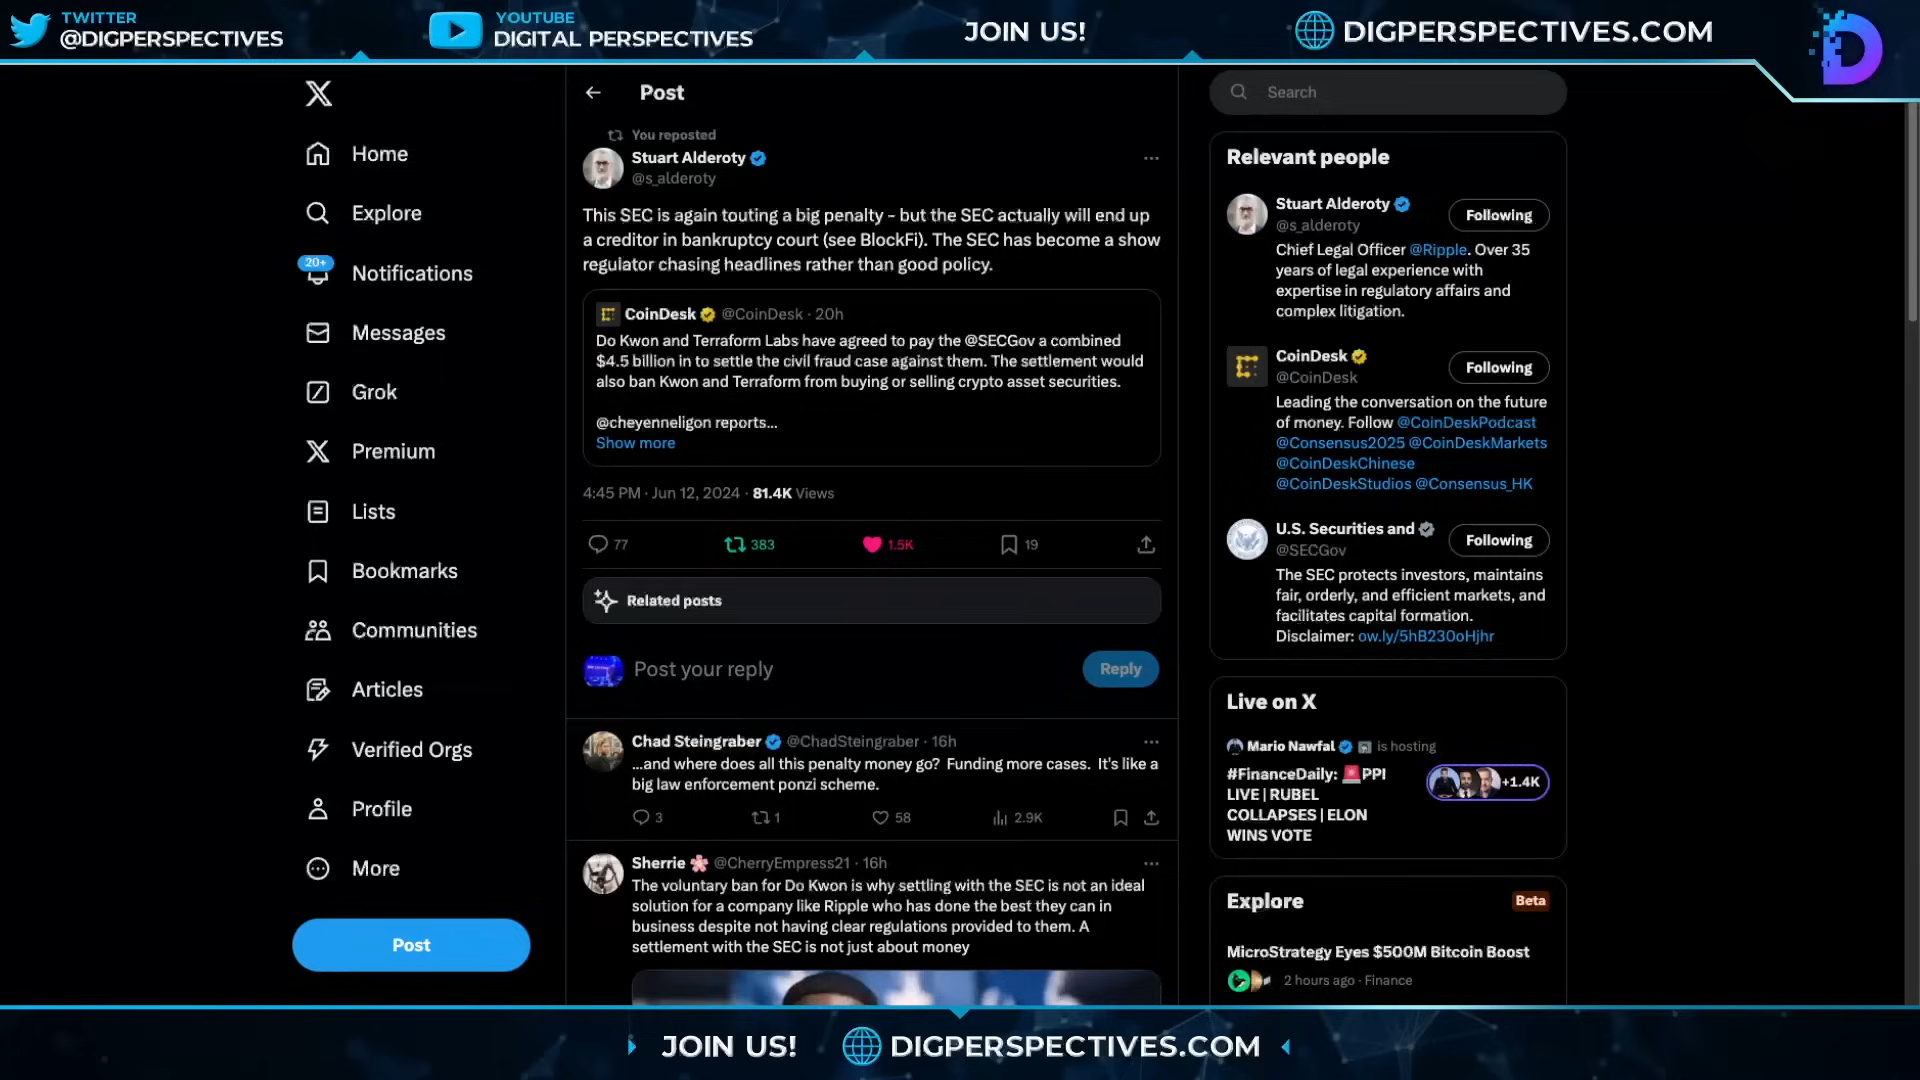 TWITTER
@DIGPERSPECTIVES
YOUTUBE
DIGITAL PERSPECTIVES
JOIN US!
DIGPERSPECTIVES.COM
Home
Explore
20+
Notifications
Messages
Grok
Premium
Lists
Bookmarks
Communities
Articles
Verified Orgs
Profile
More
Post
Post
You reposted
Stuart Alderoty
@s_alderoty
This SEC is again touting a big penalty - but the SEC actually will end up
a creditor in bankruptcy court (see BlockFi). The SEC has become a show
regulator chasing headlines rather than good policy.
CoinDesk @CoinDesk · 20h
Do Kwon and Terraform Labs have agreed to pay the @SECGov a combined
$4.5 billion in to settle the civil fraud case against them. The settlement would
also ban Kwon and Terraform from buying or selling crypto asset securities.
@cheyenneligon reports...
Show more
4:45 PM · Jun 12, 2024 · 81.4K Views
77 383 1.5K 19
Related posts
Post your reply
Reply
Chad Steingraber @ChadSteingraber · 16h
...and where does all this penalty money go? Funding more cases. It's like a
big law enforcement ponzi scheme.
3 1 58 2.9K
Sherrie @CherryEmpress21 · 16h
The voluntary ban for Do Kwon is why settling with the SEC is not an ideal
solution for a company like Ripple who has done the best they can in
business despite not having clear regulations provided to them. A
settlement with the SEC is not just about money
Search
Relevant people
Stuart Alderoty
@s_alderoty
Following
Chief Legal Officer @Ripple. Over 35
years of legal experience with
expertise in regulatory affairs and
complex litigation.
CoinDesk
@CoinDesk
Following
Leading the conversation on the future
of money. Follow @CoinDeskPodcast
@Consensus2025 @CoinDeskMarkets
@CoinDeskChinese
@CoinDeskStudios @Consensus_HK
U.S. Securities and
@SECGov
Following
The SEC protects investors, maintains
fair, orderly, and efficient markets, and
facilitates capital formation.
Disclaimer: ow.ly/5hB230oHjhr
Live on X
Mario Nawfal is hosting
#FinanceDaily: PPI
LIVE | RUBEL
COLLAPSES | ELON
WINS VOTE
+1.4K
Explore
Beta
MicroStrategy Eyes $500M Bitcoin Boost
2 hours ago · Finance
JOIN US!
DIGPERSPECTIVES.COM